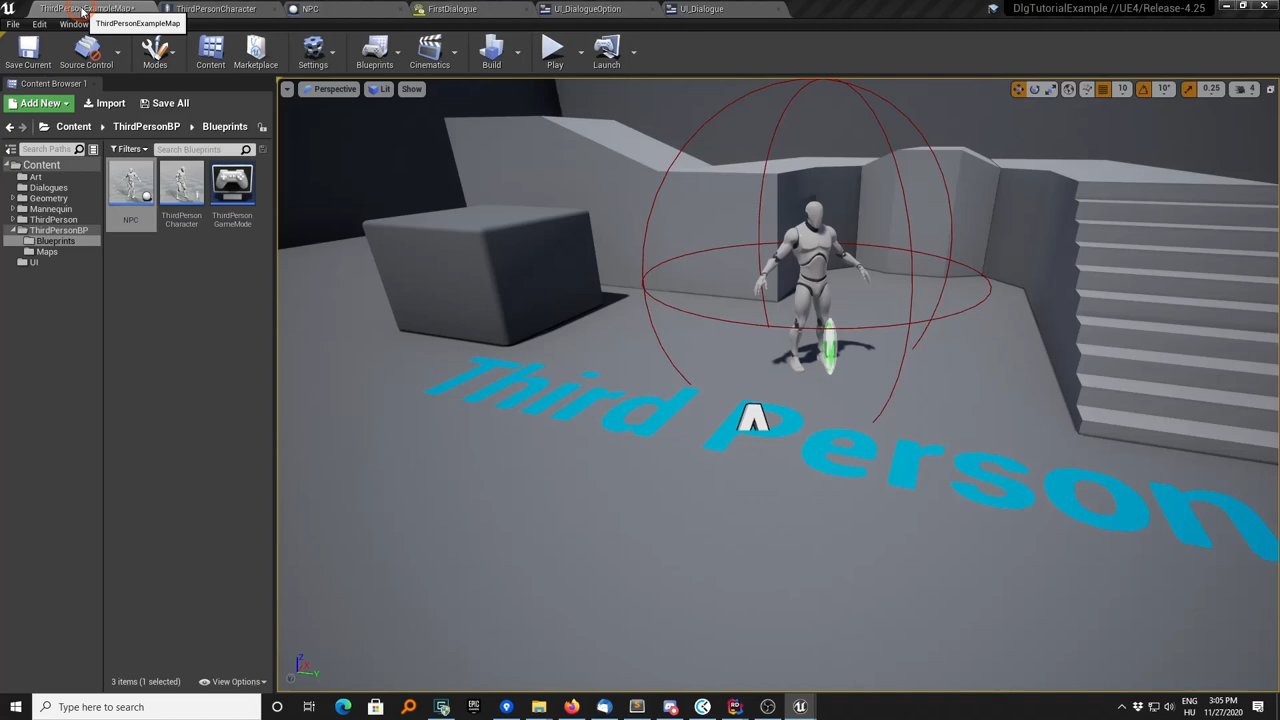 ThirdPersonExampleMap•
ThirdPersonCharacter
NPC
FirstDialogue
UI_DialogueOption
UI_Dialogue
DlgTutorialExample //UE4/Release-4.25
File
Edit
Window
ThirdPersonExampleMap
Save Current
Source Control
Modes
Content
Marketplace
Settings
Blueprints
Cinematics
Build
Play
Launch
Content Browser 1
Add New
Import
Save All
Content
ThirdPersonBP
Blueprints
Search Paths
Filters
Search Blueprints
Content
Art
Dialogues
Geometry
Mannequin
ThirdPerson
ThirdPersonBP
Blueprints
Maps
UI
NPC
ThirdPerson
Character
ThirdPerson
GameMode
Perspective
Lit
Show
10
10°
0.25
4
Third Person
Z
X
Y
3 items (1 selected)
View Options
Type here to search
ENG
HU
3:05 PM
11/27/2020